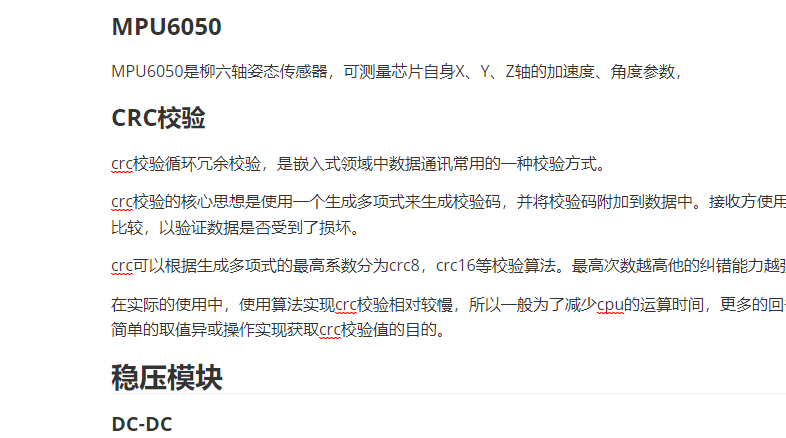 MPU6050
MPU6050是柳六轴姿态传感器，可测量芯片自身X、Y、Z轴的加速度、角度参数，
CRC校验
crc校验循环冗余校验，是嵌入式领域中数据通讯常用的一种校验方式。
crc校验的核心思想是使用一个生成多项式来生成校验码，并将校验码附加到数据中。接收方使用
比较，以验证数据是否受到了损坏。
crc可以根据生成多项式的最高系数分为crc8，crc16等校验算法。最高次数越高他的纠错能力越
在实际的使用中，使用算法实现crc校验相对较慢，所以一般为了减少cpu的运算时间，更多的回
简单的取值异或操作实现获取crc校验值的目的。
稳压模块
DC-DC